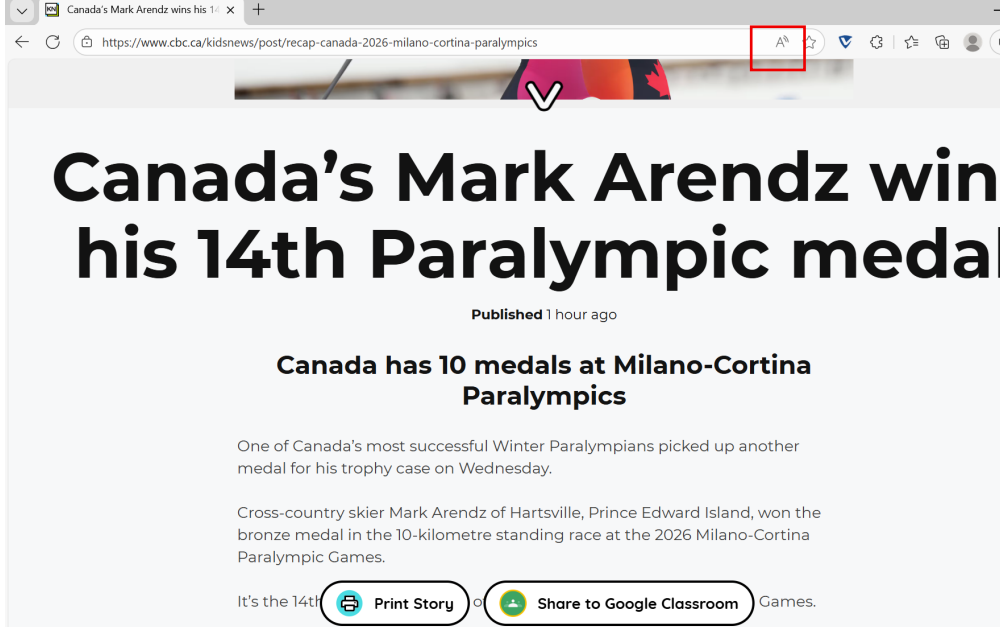 KN Canada's Mark Arendz wins his 14
https://www.cbc.ca/kidsnews/post/recap-canada-2026-milano-cortina-paralympics
Canada’s Mark Arendz win
his 14th Paralympic medal
Published 1 hour ago
Canada has 10 medals at Milano-Cortina
Paralympics
One of Canada’s most successful Winter Paralympians picked up another
medal for his trophy case on Wednesday.
Cross-country skier Mark Arendz of Hartsville, Prince Edward Island, won the
bronze medal in the 10-kilometre standing race at the 2026 Milano-Cortina
Paralympic Games.
It’s the 14th Print Story Share to Google Classroom Games.